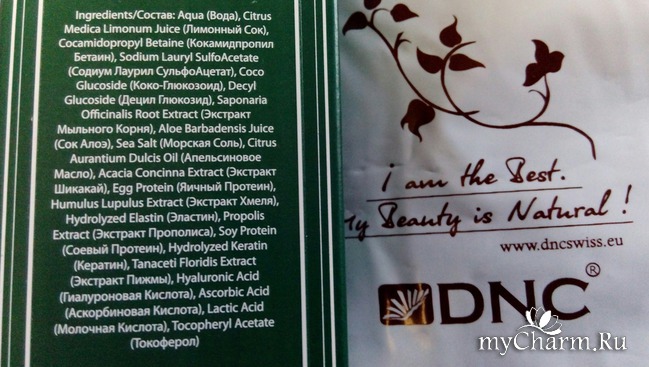 Ingredients/Состав: Aqua (Вода), Citrus
Medica Limonum Juice (Лимонный Сок),
Cocamidopropyl Betaine (Кокамидпропил
Бетаин), Sodium Lauryl SulfoAcetate
(Содиум Лаурил СульфоАцетат), Coco
Glucoside (Коко-Глюкозоид), Decyl
Glucoside (Децил Глюкозид), Saponaria
Officinalis Root Extract (Экстракт
Мыльного Корня), Aloe Barbadensis Juice
(Сок Алоэ), Sea Salt (Морская Соль), Citrus
Aurantium Dulcis Oil (Апельсиновое
Масло), Acacia Concinna Extract (Экстракт
Шикакай), Egg Protein (Яичный Протеин),
Humulus Lupulus Extract (Экстракт Хмеля),
Hydrolyzed Elastin (Эластин), Propolis
Extract (Экстракт Прополиса), Soy Protein
(Соевый Протеин), Hydrolyzed Keratin
(Кератин), Tanaceti Floridis Extract
(Экстракт Пижмы), Hyaluronic Acid
(Гиалуроновая Кислота), Ascorbic Acid
(Аскорбиновая Кислота), Lactic Acid
(Молочная Кислота), Tocopheryl Acetate
(Токоферол)
I am the Best.
My Beauty is Natural !
www.dncswiss.eu
DNC®
myCharm.Ru